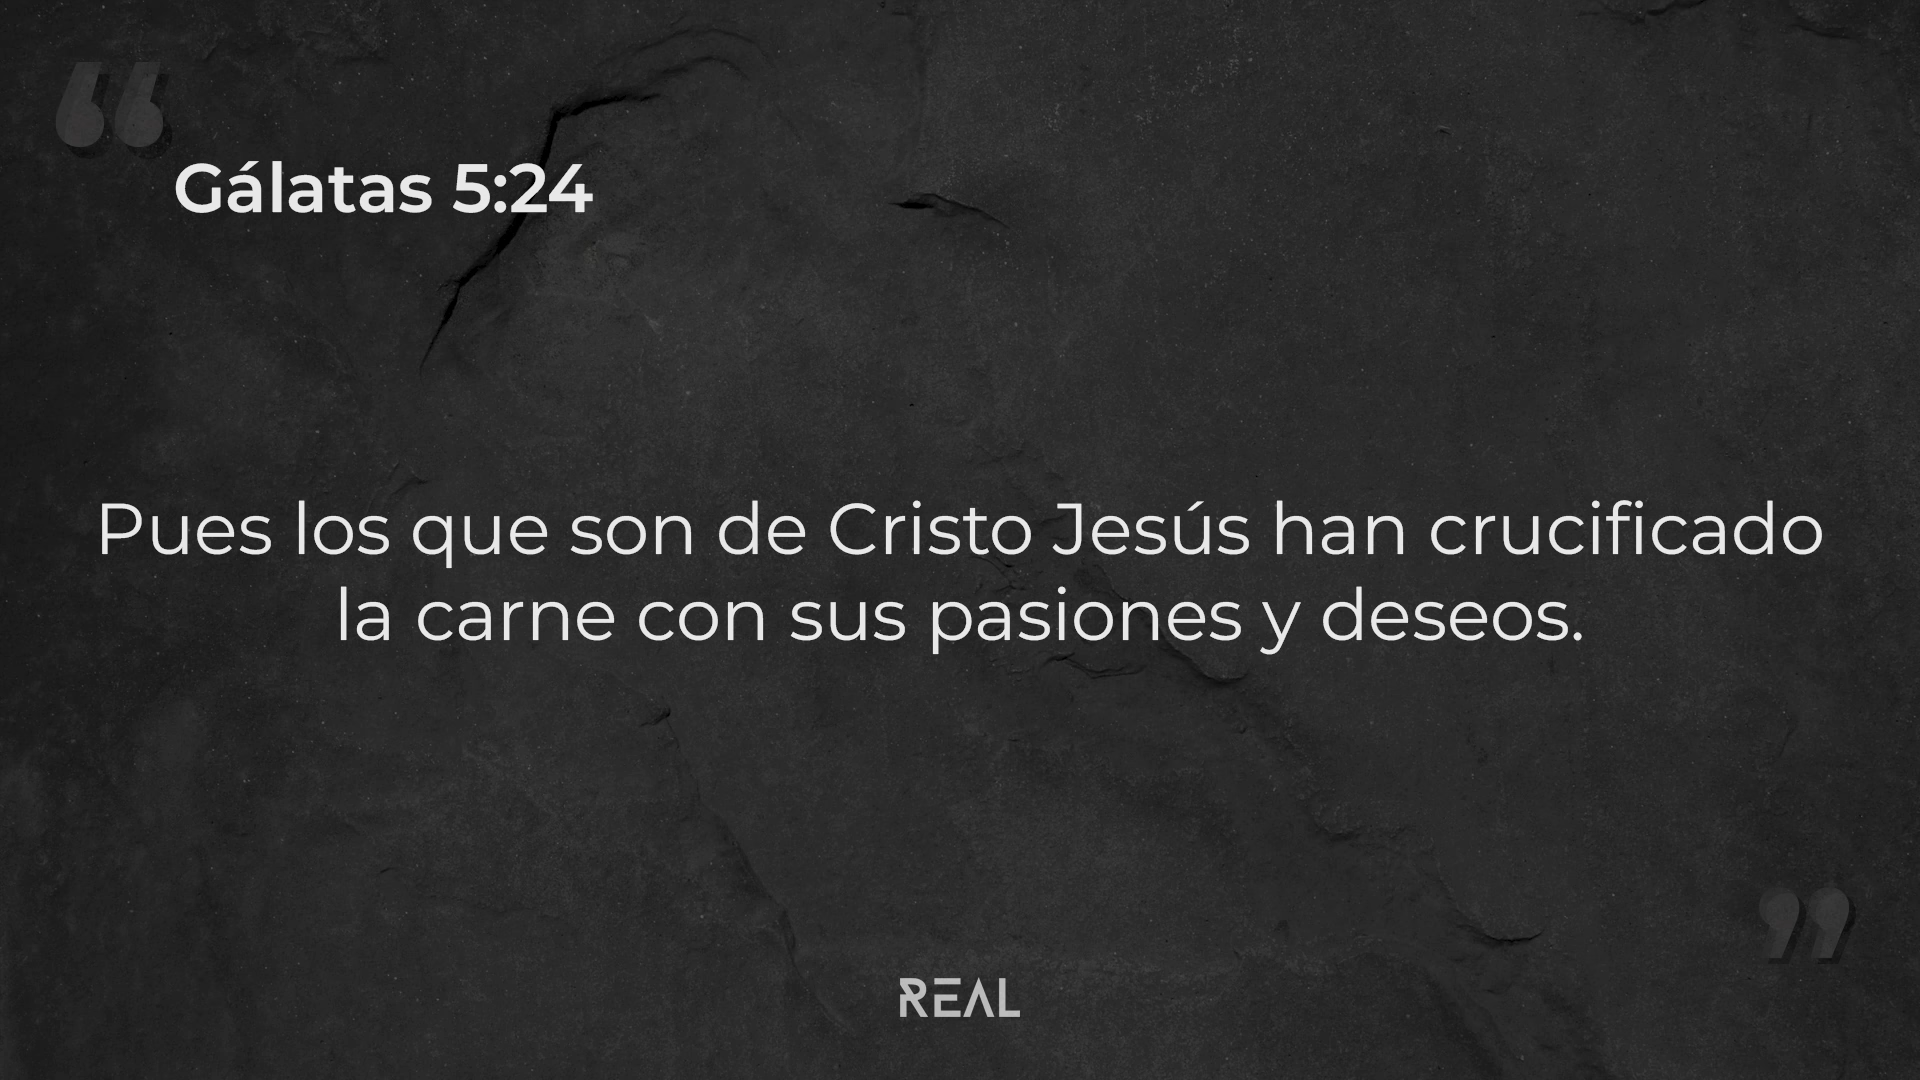 “
Gálatas 5:24
Pues los que son de Cristo Jesús han crucificado
la carne con sus pasiones y deseos.
”
REAL